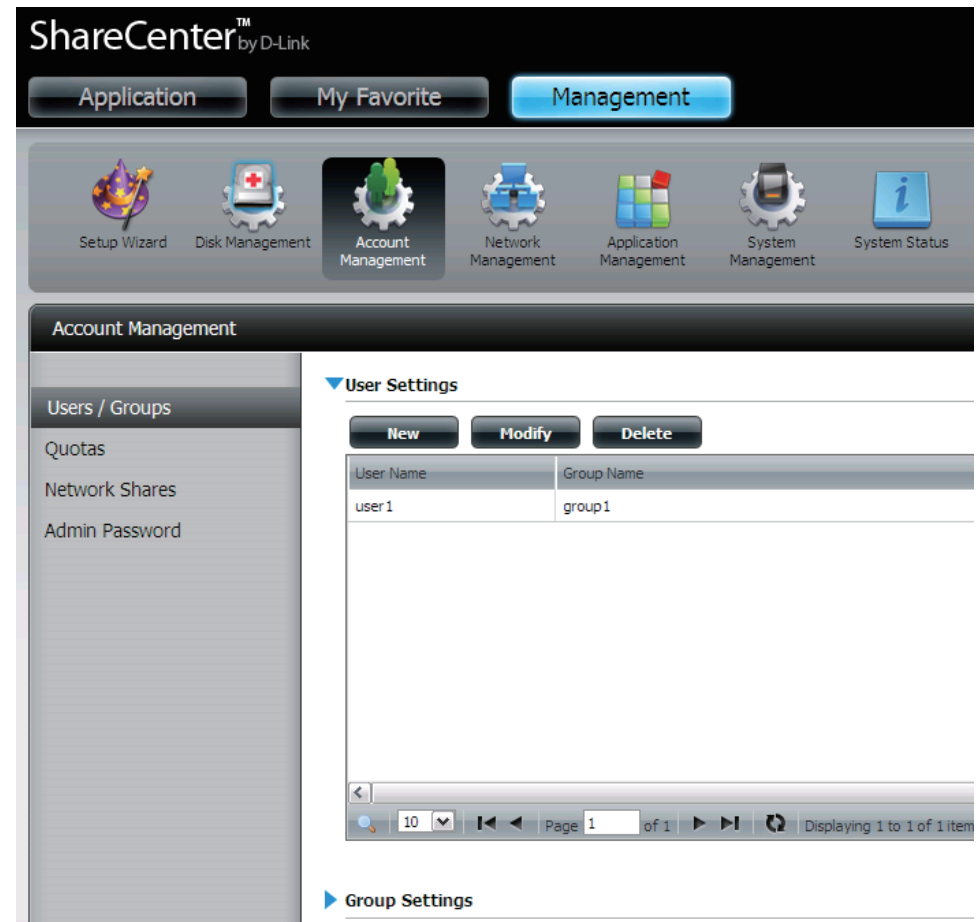 ShareCenter™ by D-Link
Application My Favorite Management
Setup Wizard Disk Management Account Management Network Management Application Management System Management System Status
Account Management
Users / Groups
Quotas
Network Shares
Admin Password
User Settings
New Modify Delete
User Name Group Name
user1 group1
10 Page 1 of 1 Displaying 1 to 1 of 1 item
Group Settings